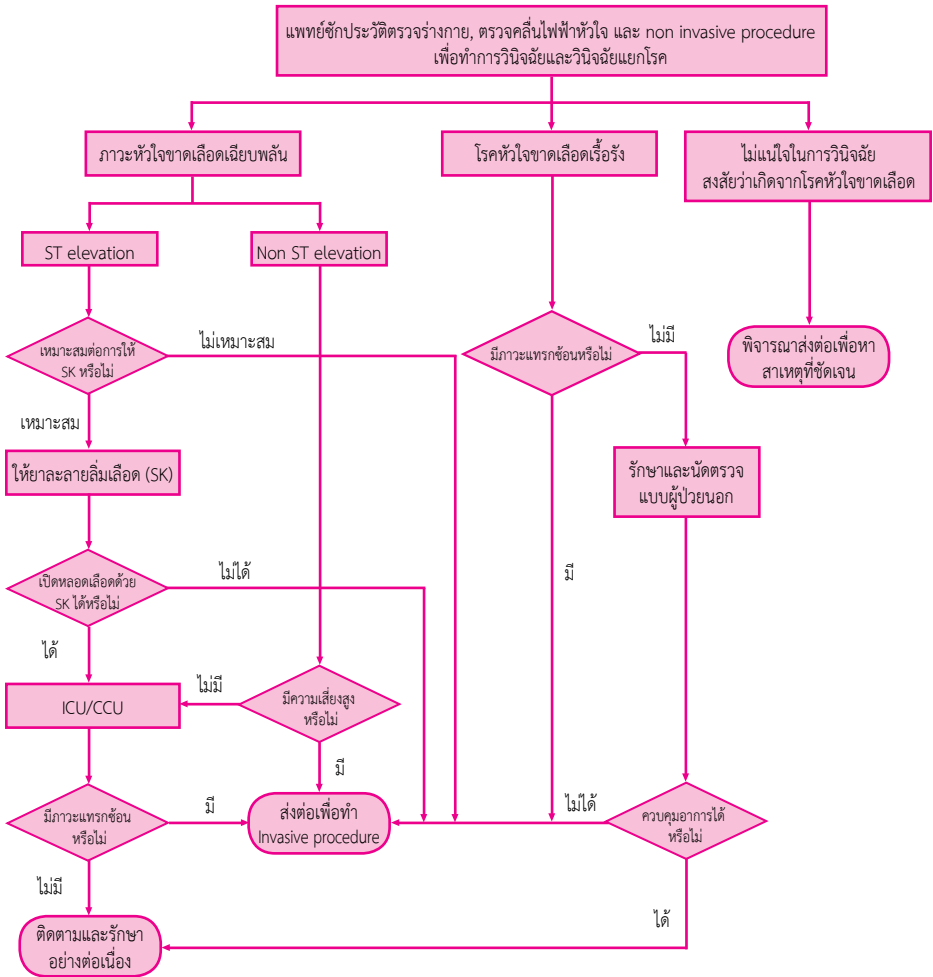 แพทย์ซักประวัติตรวจร่างกาย, ตรวจคลื่นไฟฟ้าหัวใจ และ non invasive procedure
เพื่อทำการวินิจฉัยและวินิจฉัยแยกโรค
ภาวะหัวใจขาดเลือดเฉียบพลัน
โรคหัวใจขาดเลือดเรื้อรัง
ไม่แน่ใจในการวินิจฉัย
สงสัยว่าเกิดจากโรคหัวใจขาดเลือด
ST elevation
Non ST elevation
เหมาะสมต่อการให้
SK หรือไม่
ไม่เหมาะสม
มีภาวะแทรกซ้อนหรือไม่
ไม่มี
พิจารณาส่งต่อเพื่อหา
สาเหตุที่ชัดเจน
เหมาะสม
ให้ยาละลายลิ่มเลือด (SK)
รักษาและนัดตรวจ
แบบผู้ป่วยนอก
เปิดหลอดเลือดด้วย
SK ได้หรือไม่
ไม่ได้
มี
ได้
ICU/CCU
ไม่มี
มีความเสี่ยงสูง
หรือไม่
มี
มีภาวะแทรกซ้อน
หรือไม่
มี
ส่งต่อเพื่อทำ
Invasive procedure
ไม่ได้
ควบคุมอาการได้
หรือไม่
ไม่มี
ได้
ติดตามและรักษา
อย่างต่อเนื่อง